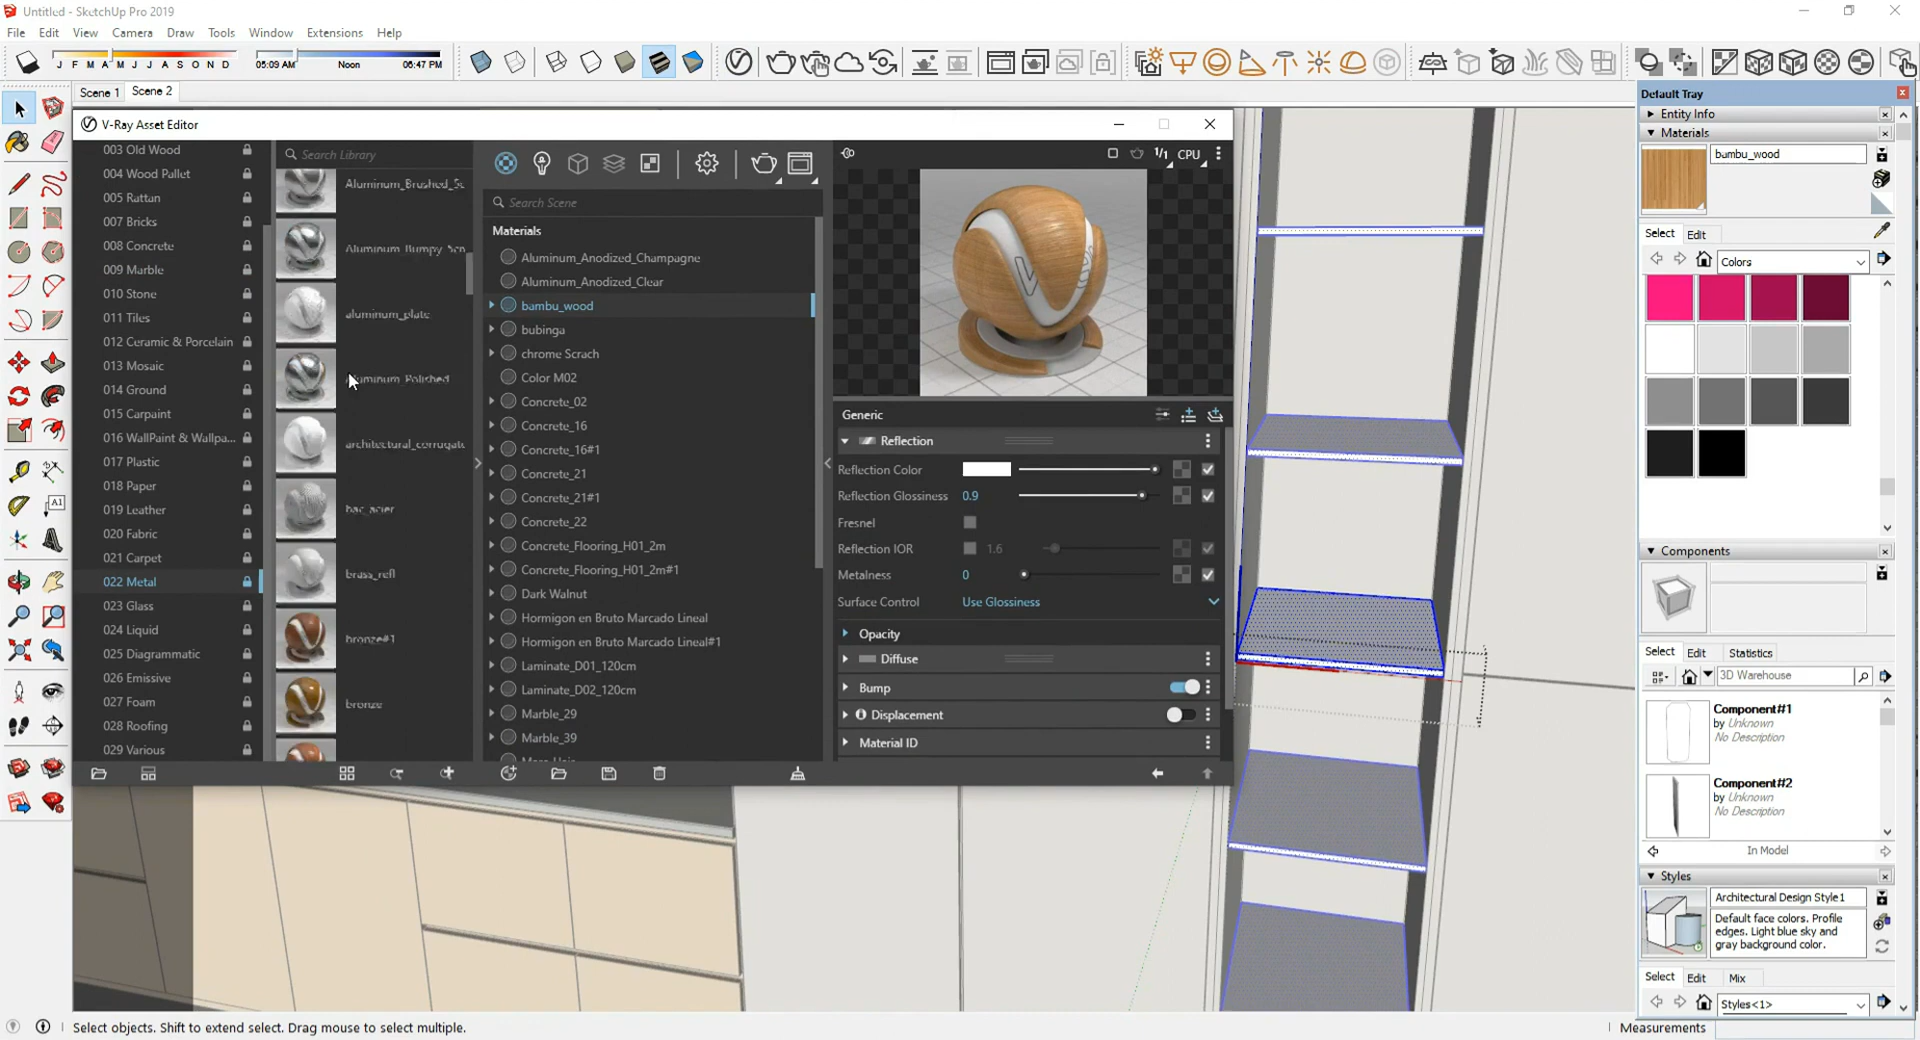 Untitled - SketchUp Pro 2019
File Edit View Camera Draw Tools Window Extensions Help
J F M A M J J A S O N D
05:09 AM Noon 06:47 PM
Scene 1 Scene 2
V-Ray Asset Editor
003 Old Wood
004 Wood Pallet
005 Rattan
007 Bricks
008 Concrete
009 Marble
010 Stone
011 Tiles
012 Ceramic & Porcelain
013 Mosaic
014 Ground
015 Carpaint
016 WallPaint & Wallpa...
017 Plastic
018 Paper
019 Leather
020 Fabric
021 Carpet
022 Metal
023 Glass
024 Liquid
025 Diagrammatic
026 Emissive
027 Foam
028 Roofing
029 Various
Search Library
Aluminum_Brushed_Sc
Aluminum_Bumpy_Scr
aluminum_plate
Aluminum_Polished
architectural_corrugate
bac_acier
brass_refl
bronze#1
bronze
Search Scene
Materials
Aluminum_Anodized_Champagne
Aluminum_Anodized_Clear
bambu_wood
bubinga
chrome Scrach
Color M02
Concrete_02
Concrete_16
Concrete_16#1
Concrete_21
Concrete_21#1
Concrete_22
Concrete_Flooring_H01_2m
Concrete_Flooring_H01_2m#1
Dark Walnut
Hormigon en Bruto Marcado Lineal
Hormigon en Bruto Marcado Lineal#1
Laminate_D01_120cm
Laminate_D02_120cm
Marble_29
Marble_39
1/1 CPU
Generic
Reflection
Reflection Color
Reflection Glossiness 0.9
Fresnel
Reflection IOR 1.6
Metalness 0
Surface Control Use Glossiness
Opacity
Diffuse
Bump
Displacement
Material ID
Default Tray
Entity Info
Materials
bambu_wood
Select Edit
Colors
Components
Select Edit Statistics
3D Warehouse
Component#1
by Unknown
No Description
Component#2
by Unknown
No Description
In Model
Styles
Architectural Design Style 1
Default face colors. Profile
edges. Light blue sky and
gray background color.
Select Edit Mix
Styles<1>
Select objects. Shift to extend select. Drag mouse to select multiple.
Measurements